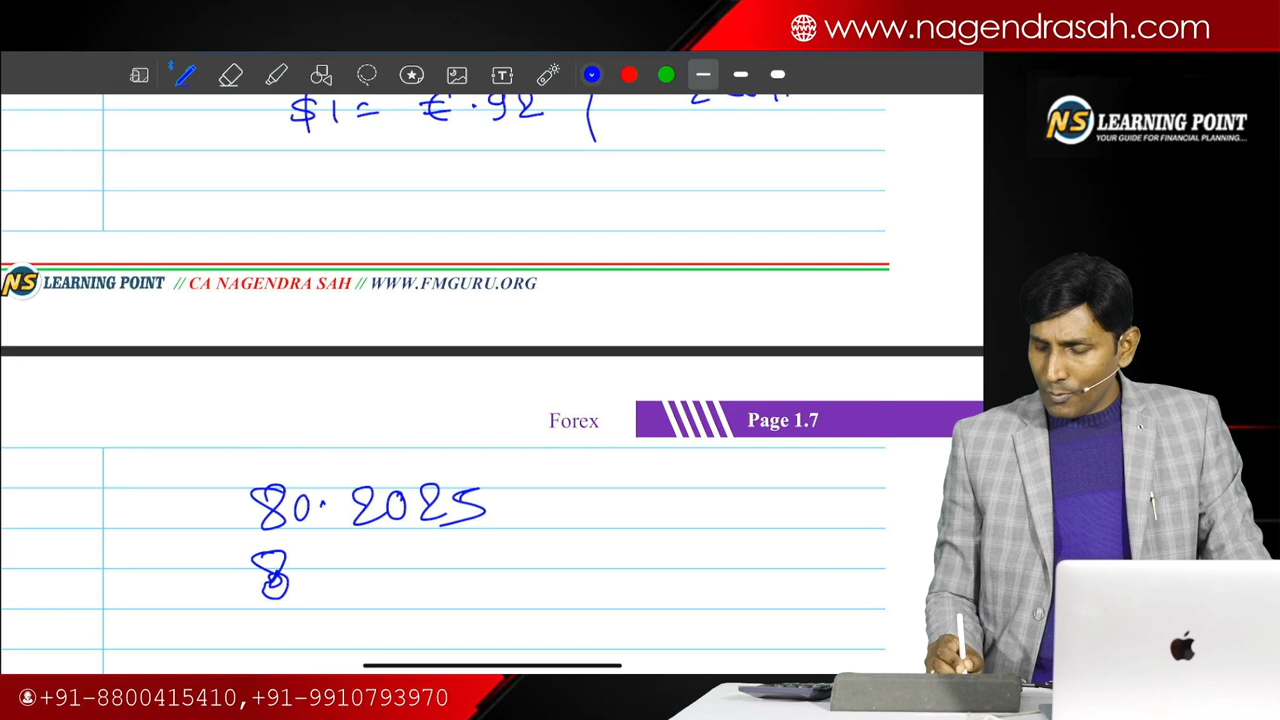 www.nagendrasah.com
$1 = € .92
NS LEARNING POINT
YOUR GUIDE FOR FINANCIAL PLANNING....
NS LEARNING POINT // CA NAGENDRA SAH // WWW.FMGURU.ORG
Forex Page 1.7
80.2025
8
+91-8800415410,+91-9910793970